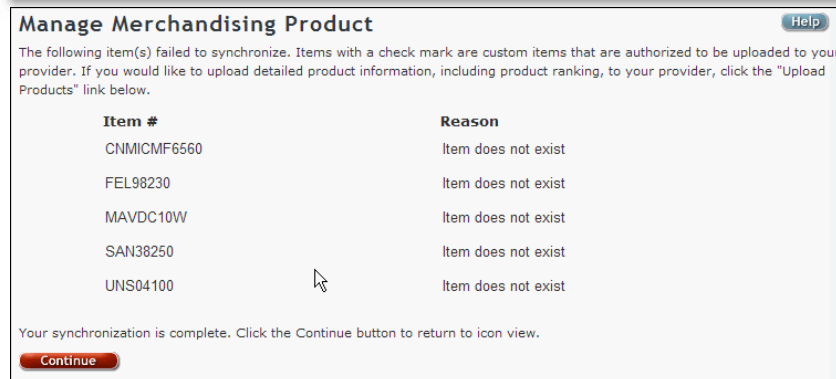 Manage Merchandising Product
Help
The following item(s) failed to synchronize. Items with a check mark are custom items that are authorized to be uploaded to your
provider. If you would like to upload detailed product information, including product ranking, to your provider, click the "Upload
Products" link below.
Item # Reason
CNMICMF6560 Item does not exist
FEL98230 Item does not exist
MAVDC10W Item does not exist
SAN38250 Item does not exist
UNS04100 Item does not exist
Your synchronization is complete. Click the Continue button to return to icon view.
Continue